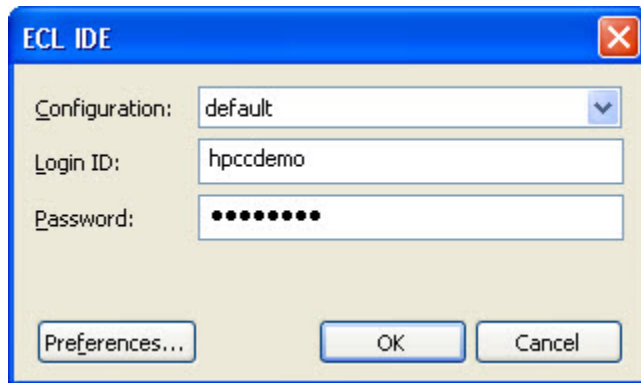 ECL IDE
Configuration: default
Login ID: hpccdemo
Password: ••••••••
Preferences... OK Cancel